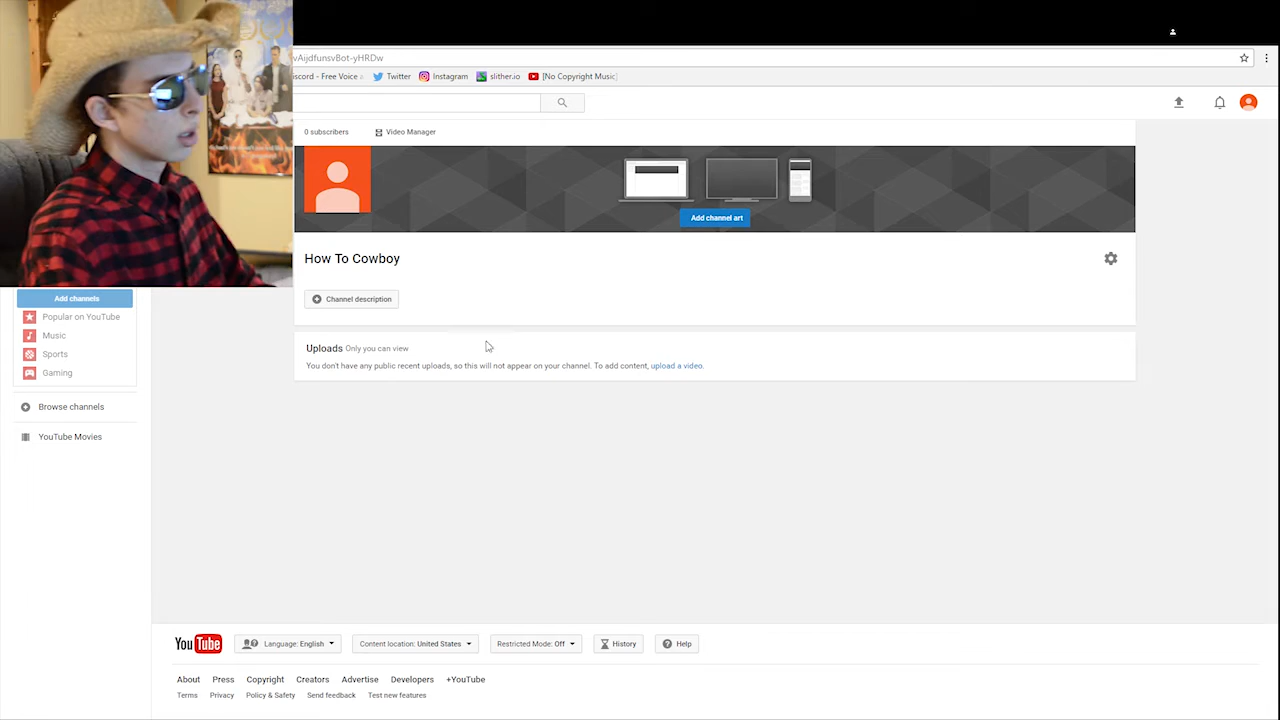 vAijdfunsvBot-yHRDw
iscord - Free Voice
Twitter
Instagram
slither.io
[No Copyright Music]
0 subscribers
Video Manager
Add channel art
How To Cowboy
Channel description
Add channels
Popular on YouTube
Music
Sports
Gaming
Browse channels
YouTube Movies
Uploads Only you can view
You don't have any public recent uploads, so this will not appear on your channel. To add content, upload a video.
YouTube
Language: English
Content location: United States
Restricted Mode: Off
History
Help
About Press Copyright Creators Advertise Developers +YouTube
Terms Privacy Policy & Safety Send feedback Test new features